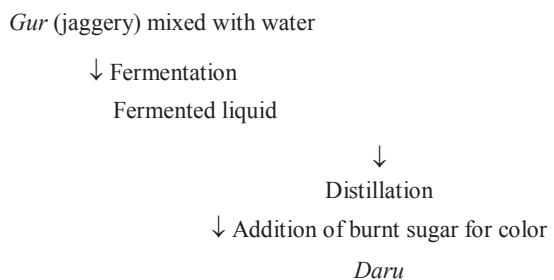 Gur (jaggery) mixed with water
↓ Fermentation
Fermented liquid
↓
Distillation
↓ Addition of burnt sugar for color
Daru